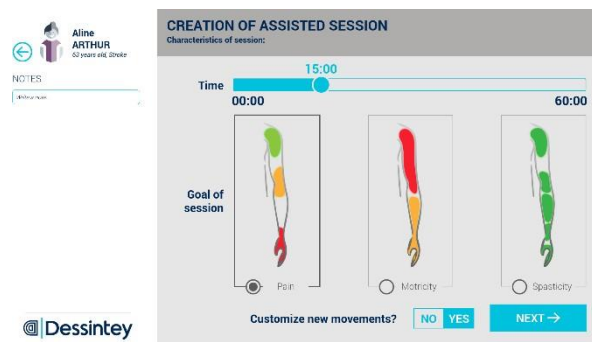 Aline
ARTHUR
63 years old, Stroke
NOTES
CREATION OF ASSISTED SESSION
Characteristics of session:
Time
15:00
00:00
60:00
Goal of
session
Pain
Motricity
Spasticity
Customize new movements?
NO
YES
NEXT →
Dessintey